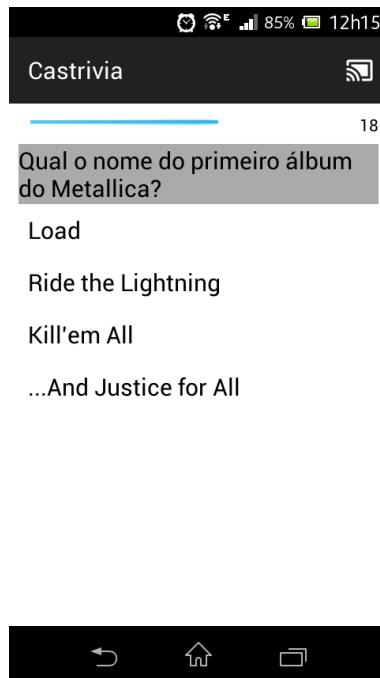 85% 12h15
Castrivia
18
Qual o nome do primeiro álbum
do Metallica?
Load
Ride the Lightning
Kill'em All
...And Justice for All